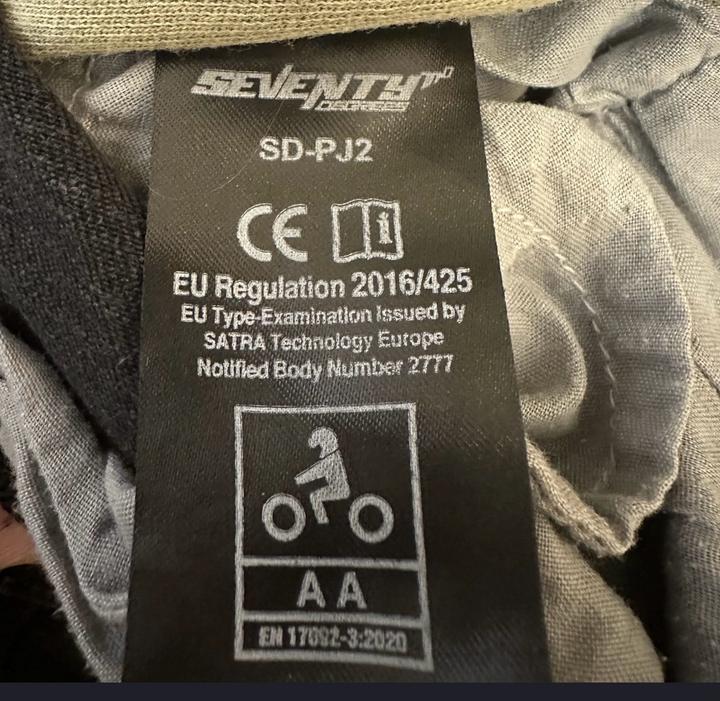 SEVENTY
DEGREES
SD-PJ2
CE
i
EU Regulation 2016/425
EU Type-Examination Issued by
SATRA Technology Europe
Notified Body Number 2777
AA
EN 17092-3:2020